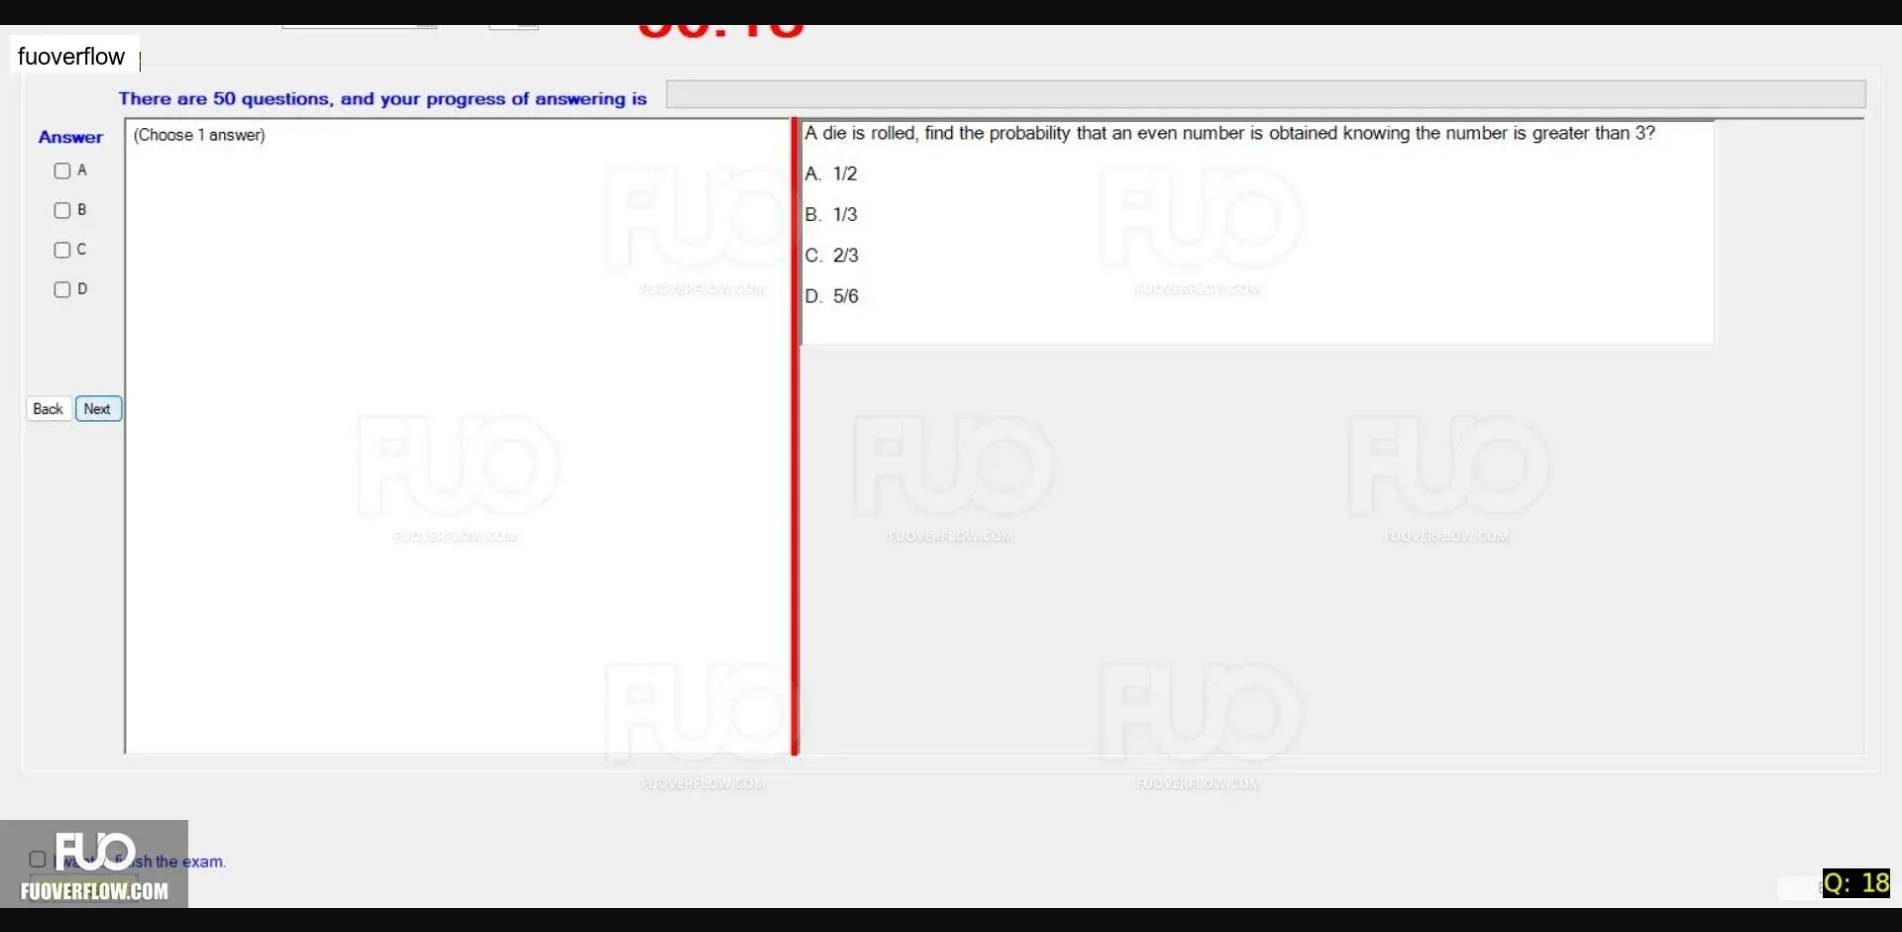 fuoverflow
There are 50 questions, and your progress of answering is
Answer
(Choose 1 answer)
A
B
C
D
Back
Next
A die is rolled, find the probability that an even number is obtained knowing the number is greater than 3?
A. 1/2
B. 1/3
C. 2/3
D. 5/6
FUO
FUOVERFLOW.COM
FUO
FUOVERFLOW.COM
FUO
FUOVERFLOW.COM
FUO
FUOVERFLOW.COM
FUO
FUOVERFLOW.COM
FUO
FUOVERFLOW.COM
FUO
FUOVERFLOW.COM
FUO
the exam.
FUOVERFLOW.COM
Q: 18